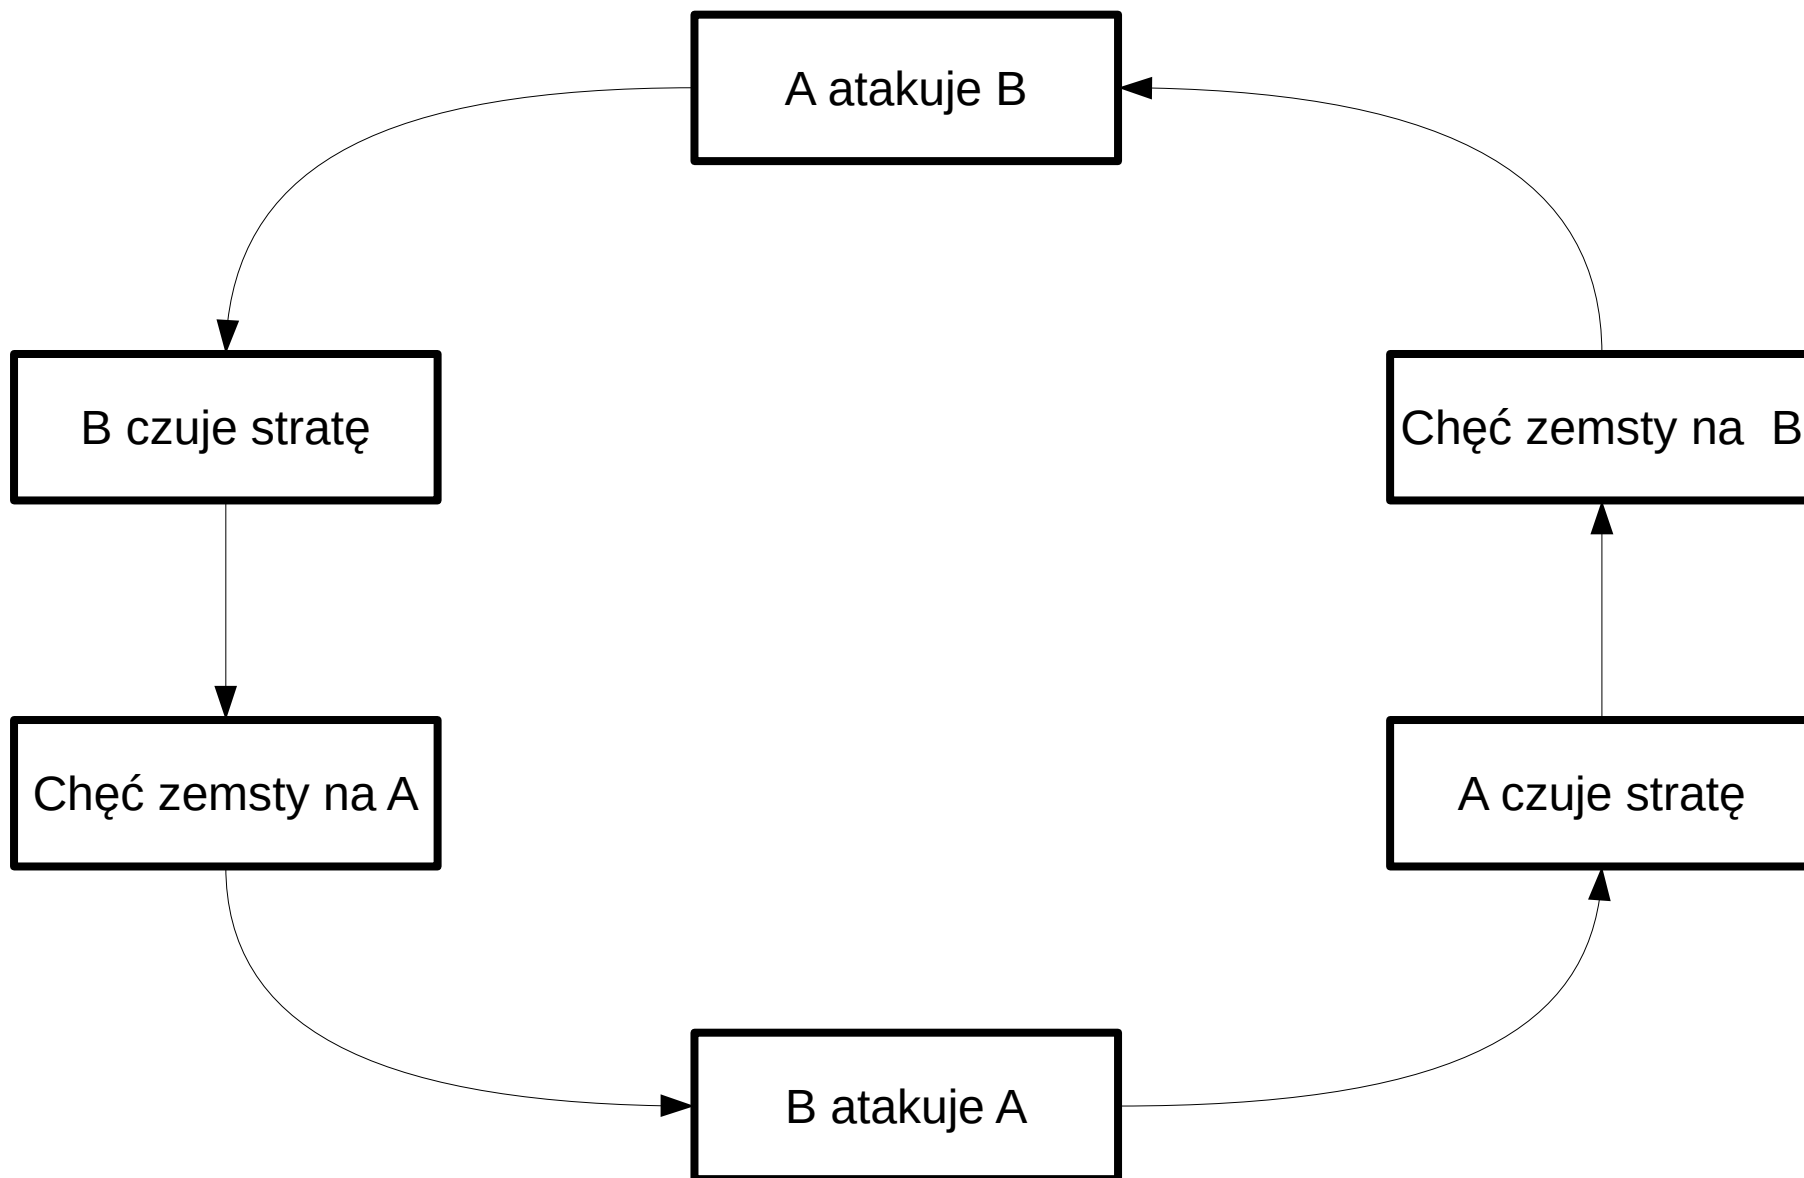 A atakuje B
B czuje stratę
Chęć zemsty na  B
Chęć zemsty na A
A czuje stratę
B atakuje A